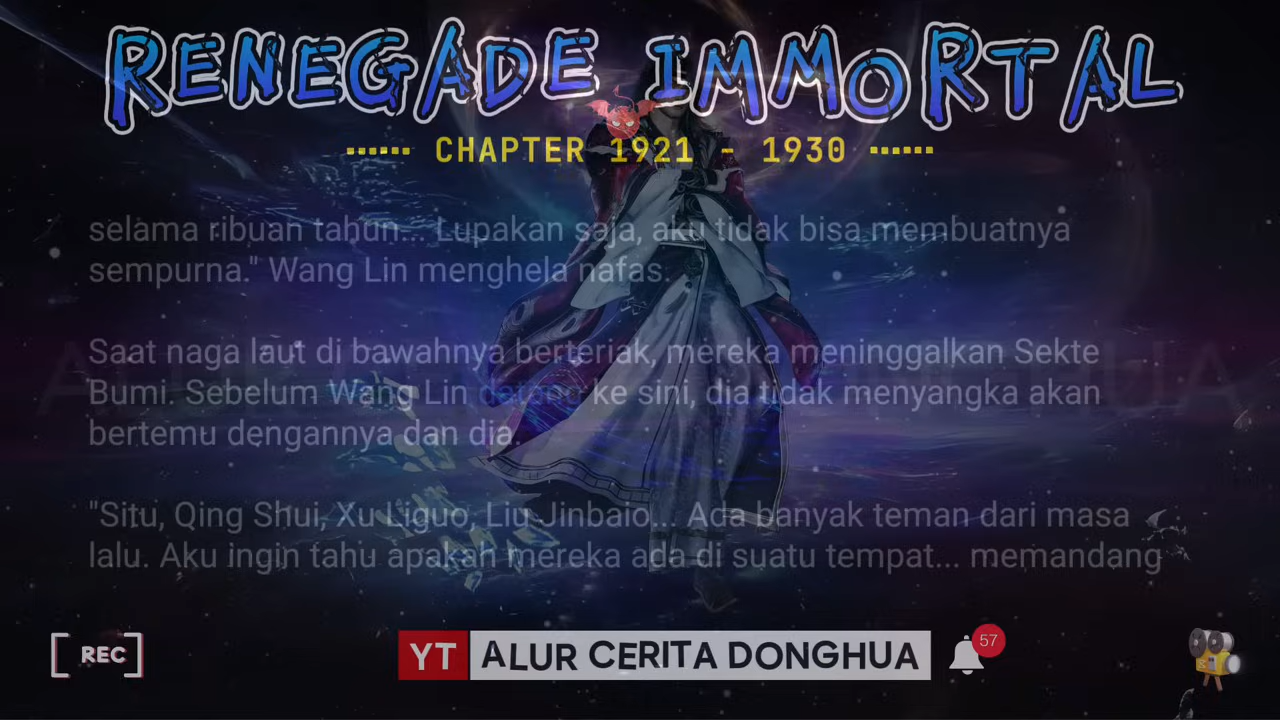 RENEGADE IMMORTAL
CHAPTER 1921 - 1930
selama ribuan tahun... Lupakan saja, aku tidak bisa membuatnya
sempurna." Wang Lin menghela nafas.
Saat naga laut di bawahnya berteriak, mereka meninggalkan Sekte
Bumi. Sebelum Wang Lin datang ke sini, dia tidak menyangka akan
bertemu dengannya dan dia.
"Situ, Qing Shui, Xu Liguo, Liu Jinbaio... Ada banyak teman dari masa
lalu. Aku ingin tahu apakah mereka ada di suatu tempat... memandang
REC
YT ALUR CERITA DONGHUA
57